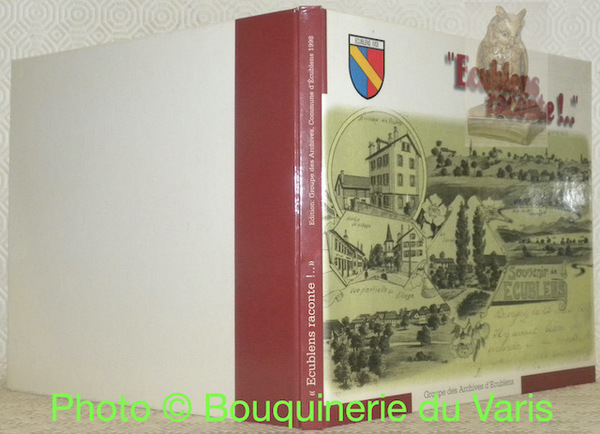 ECUBLENS VD
"Ecublens
raconte !.."
Souvenir de
ECUBLENS
Groupe des Archives d'Ecublens
« Ecublens raconte !.. »
Edition: Groupe des Archives, Commune d'Ecublens 1998
Photo © Bouquinerie du Varis